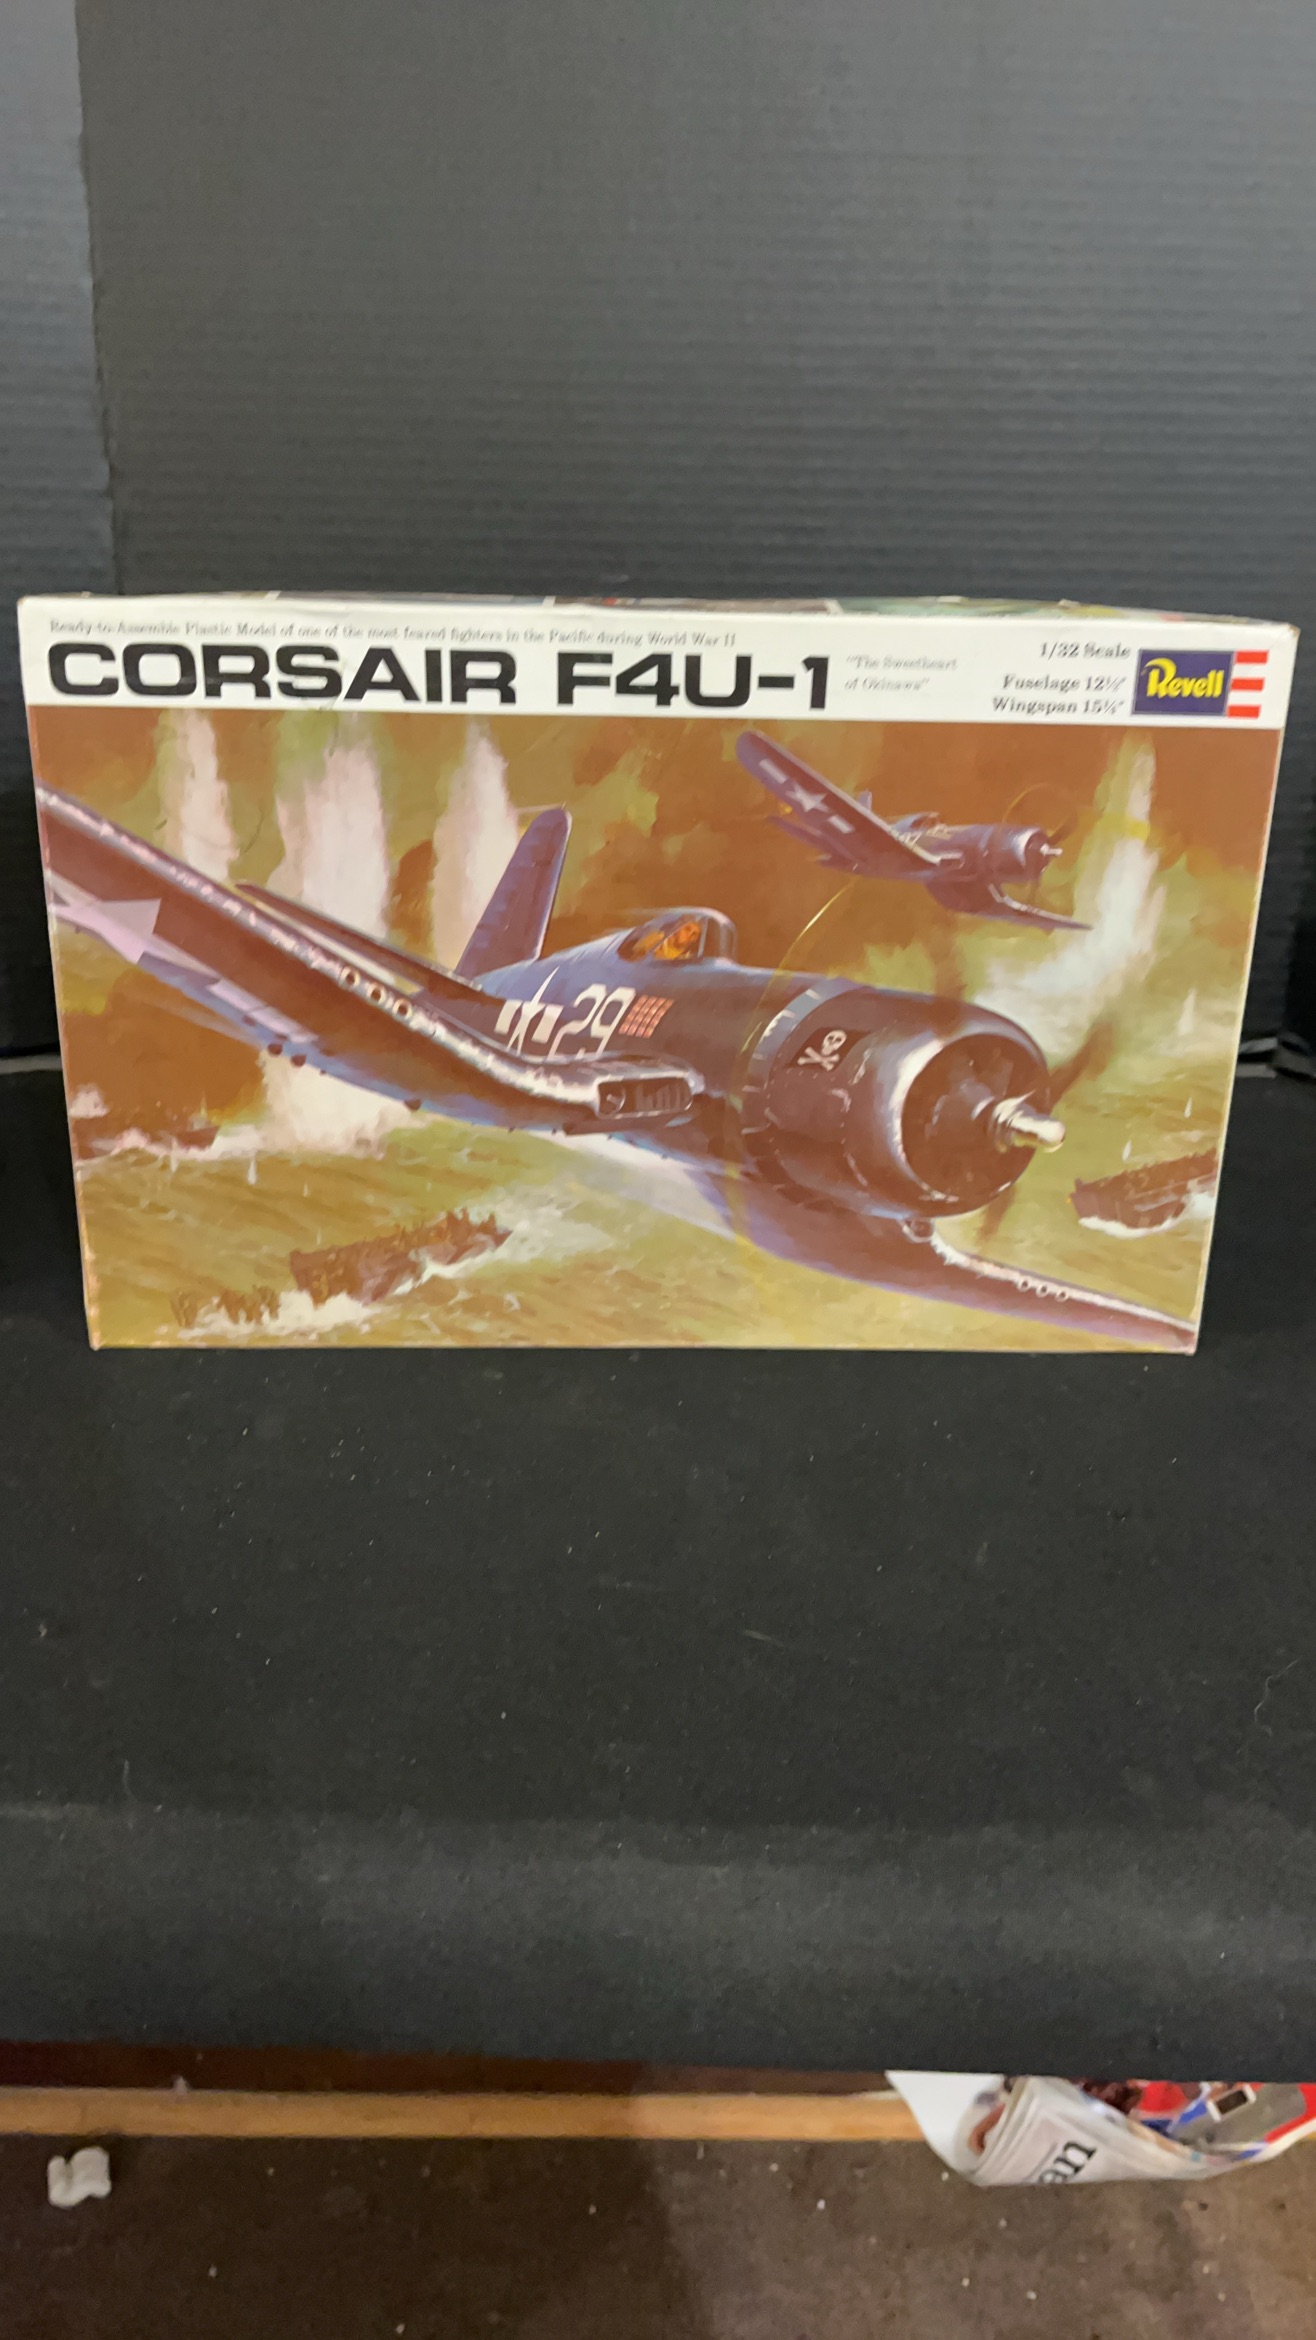 Ready-to-Assemble Plastic Model of one of the most feared fighters in the Pacific during World War II
CORSAIR F4U-1
"The Sweetheart
of Okinawa"
1/32 Scale
Fuselage 12½"
Wingspan 15¼"
Revell
29
an